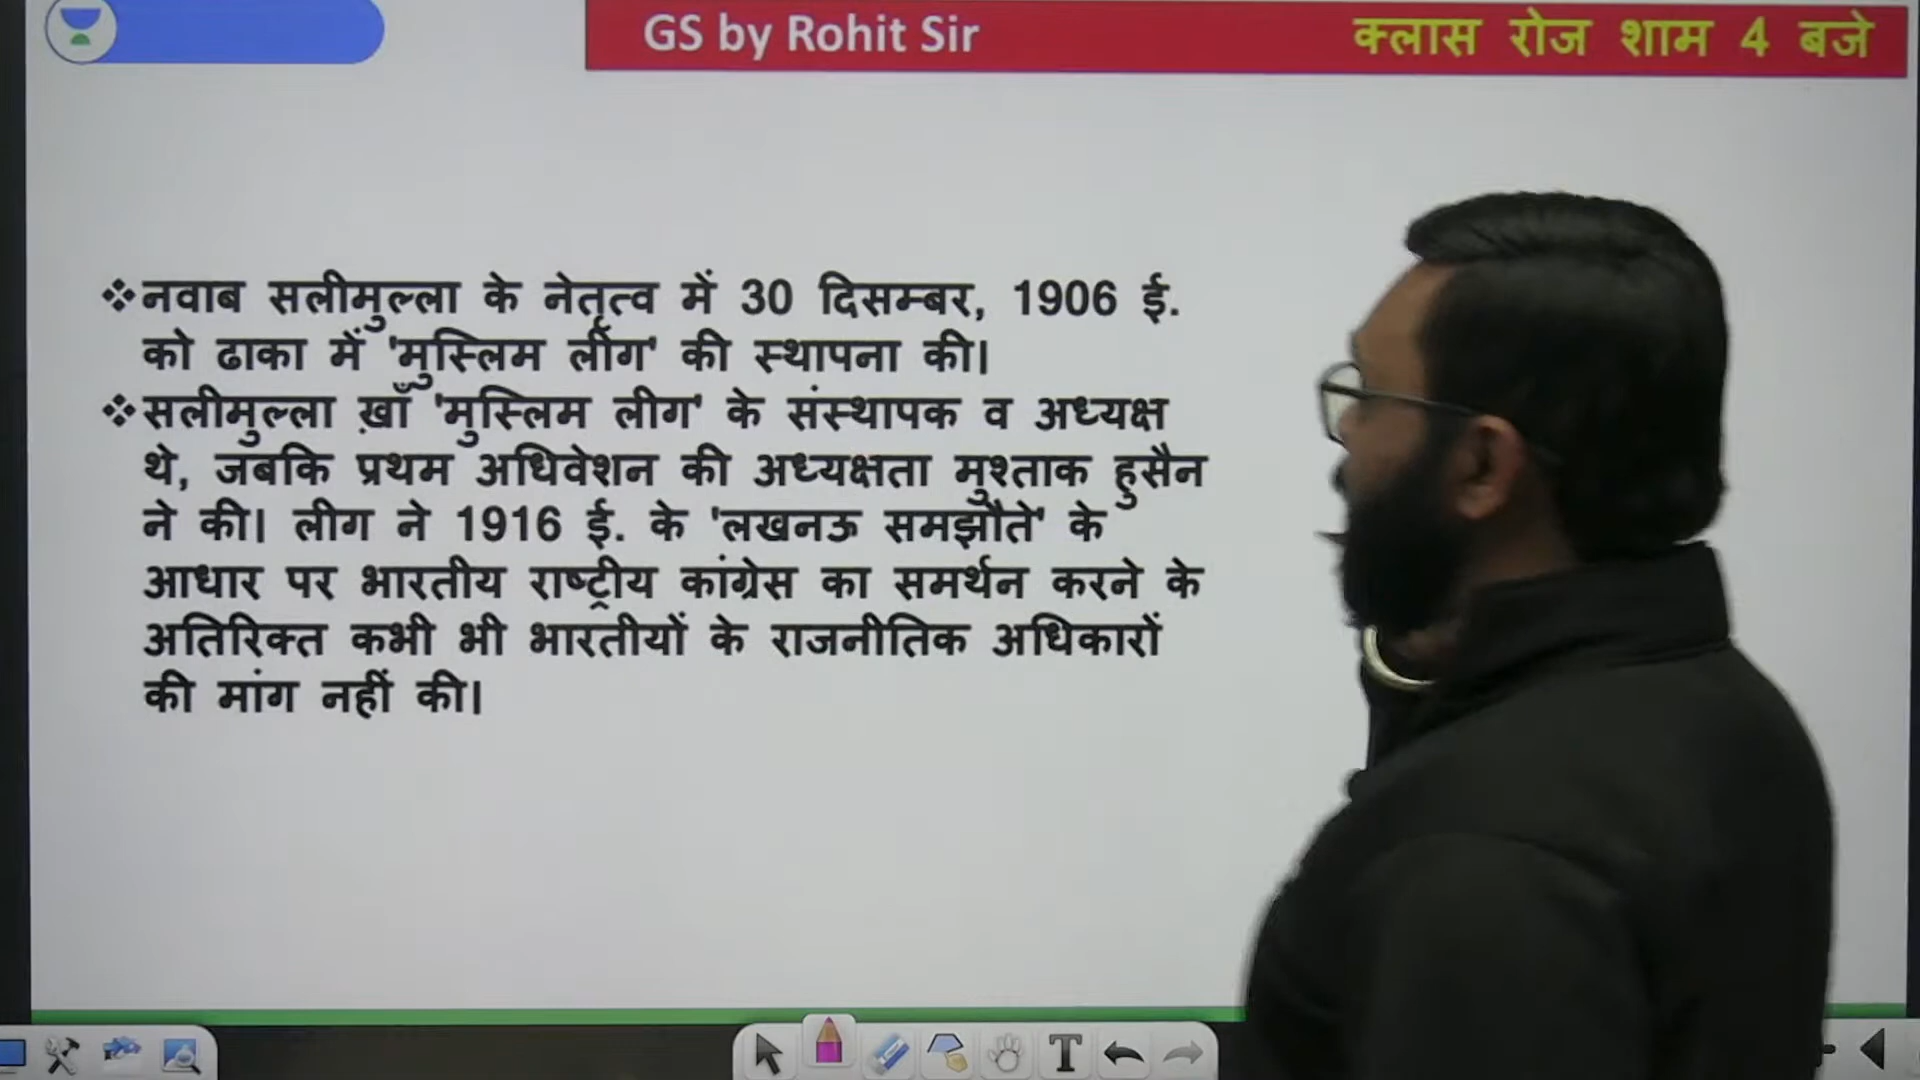 GS by Rohit Sir
क्लास रोज शाम 4 बजे
❖नवाब सलीमुल्ला के नेतृत्व में 30 दिसम्बर, 1906 ई.
को ढाका में 'मुस्लिम लीग' की स्थापना की।
❖सलीमुल्ला ख़ाँ 'मुस्लिम लीग' के संस्थापक व अध्यक्ष
थे, जबकि प्रथम अधिवेशन की अध्यक्षता मुश्ताक हुसैन
ने की। लीग ने 1916 ई. के 'लखनऊ समझौते' के
आधार पर भारतीय राष्ट्रीय कांग्रेस का समर्थन करने के
अतिरिक्त कभी भी भारतीयों के राजनीतिक अधिकारों
की मांग नहीं की।
T